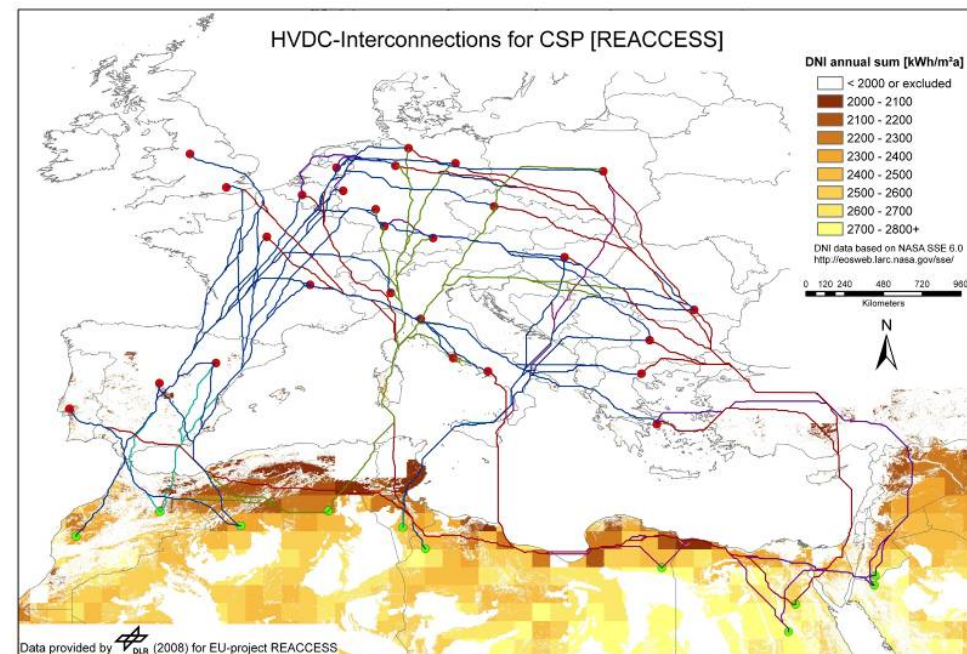 HVDC-Interconnections for CSP [REACCESS]
DNI annual sum [kWh/m²a]
< 2000 or excluded
2000 - 2100
2100 - 2200
2200 - 2300
2300 - 2400
2400 - 2500
2500 - 2600
2600 - 2700
2700 - 2800+
DNI data based on NASA SSE 6.0
http://eosweb.larc.nasa.gov/sse/
0 120 240 480 720 960
Kilometers
N
Data provided by DLR (2008) for EU-project REACCESS